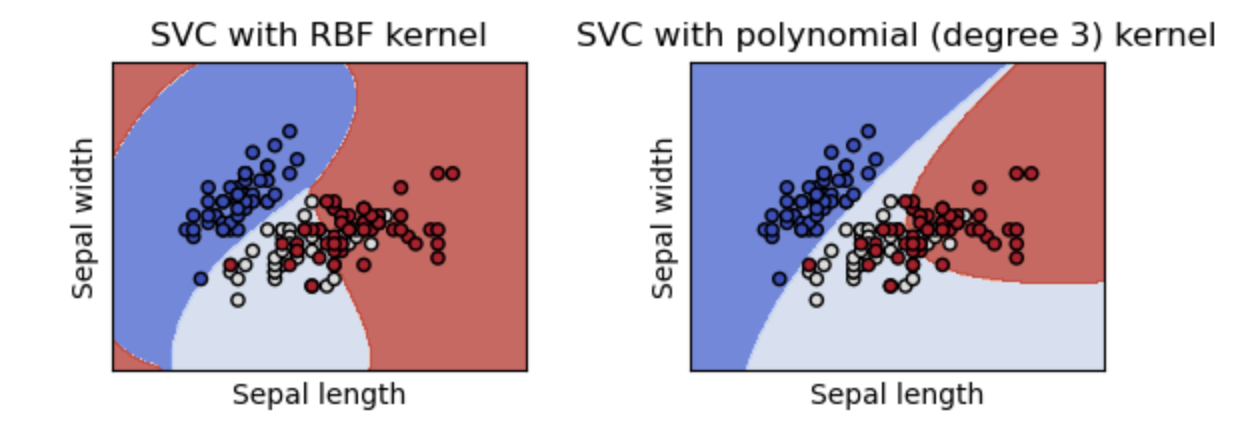 SVC with RBF kernel
Sepal width
Sepal length
SVC with polynomial (degree 3) kernel
Sepal width
Sepal length